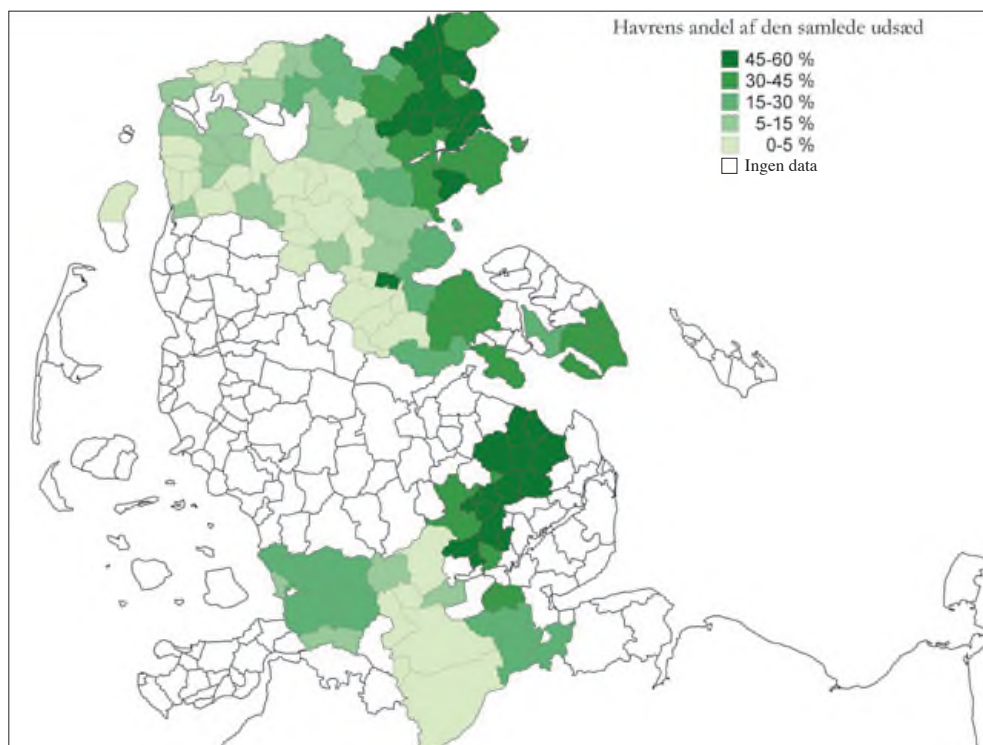 Havrens andel af den samlede udsæd
45-60 %
30-45 %
15-30 %
5-15 %
0-5 %
Ingen data